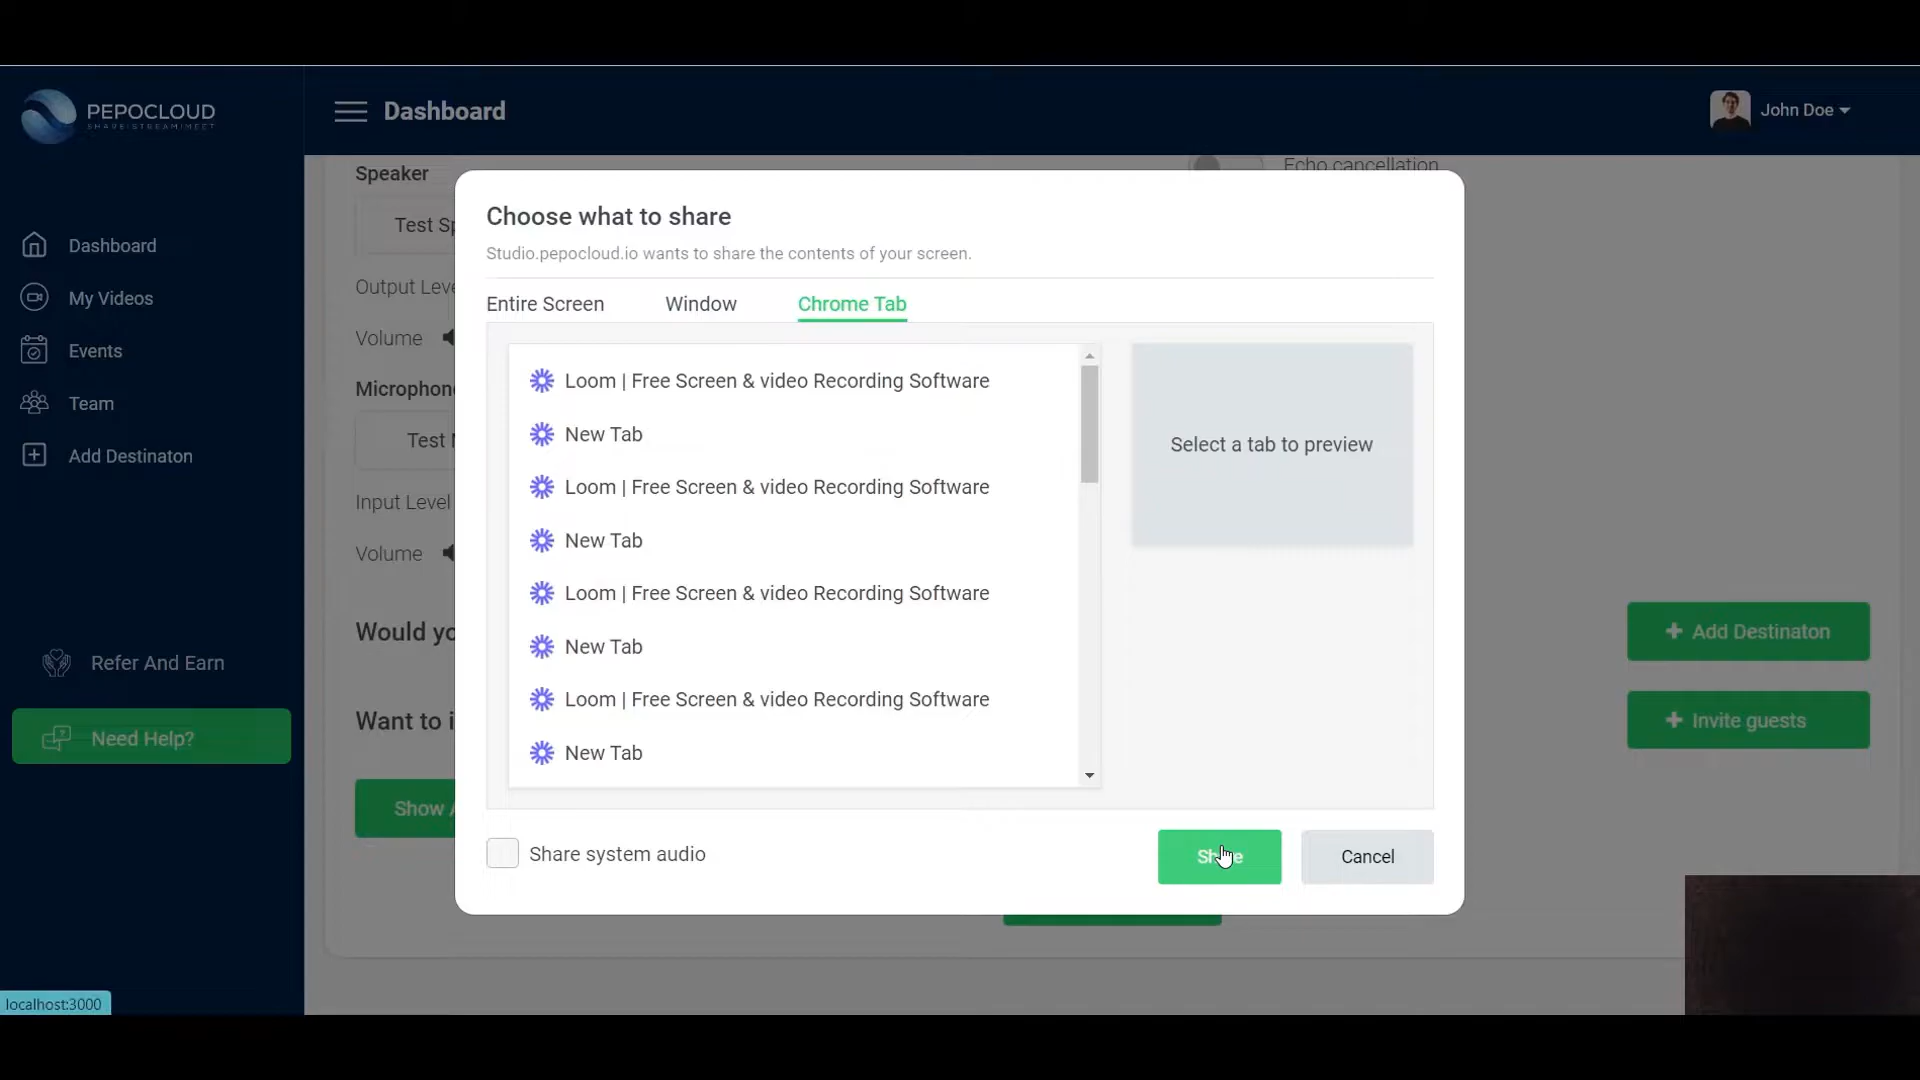 PEPOCLOUD
SHARE|STREAM|MEET
Dashboard
John Doe
Dashboard
My Videos
Events
Team
Add Destinaton
Refer And Earn
Need Help?
localhost:3000
Speaker
Echo cancellation
Test Sp
Output Leve
Volume
Microphone
Test M
Input Level
Volume
Would yo
Add Destinaton
Want to i
Invite guests
Show A
Choose what to share
Studio.pepocloud.io wants to share the contents of your screen.
Entire Screen
Window
Chrome Tab
Loom | Free Screen & video Recording Software
New Tab
Loom | Free Screen & video Recording Software
New Tab
Loom | Free Screen & video Recording Software
New Tab
Loom | Free Screen & video Recording Software
New Tab
Select a tab to preview
Share system audio
Share
Cancel